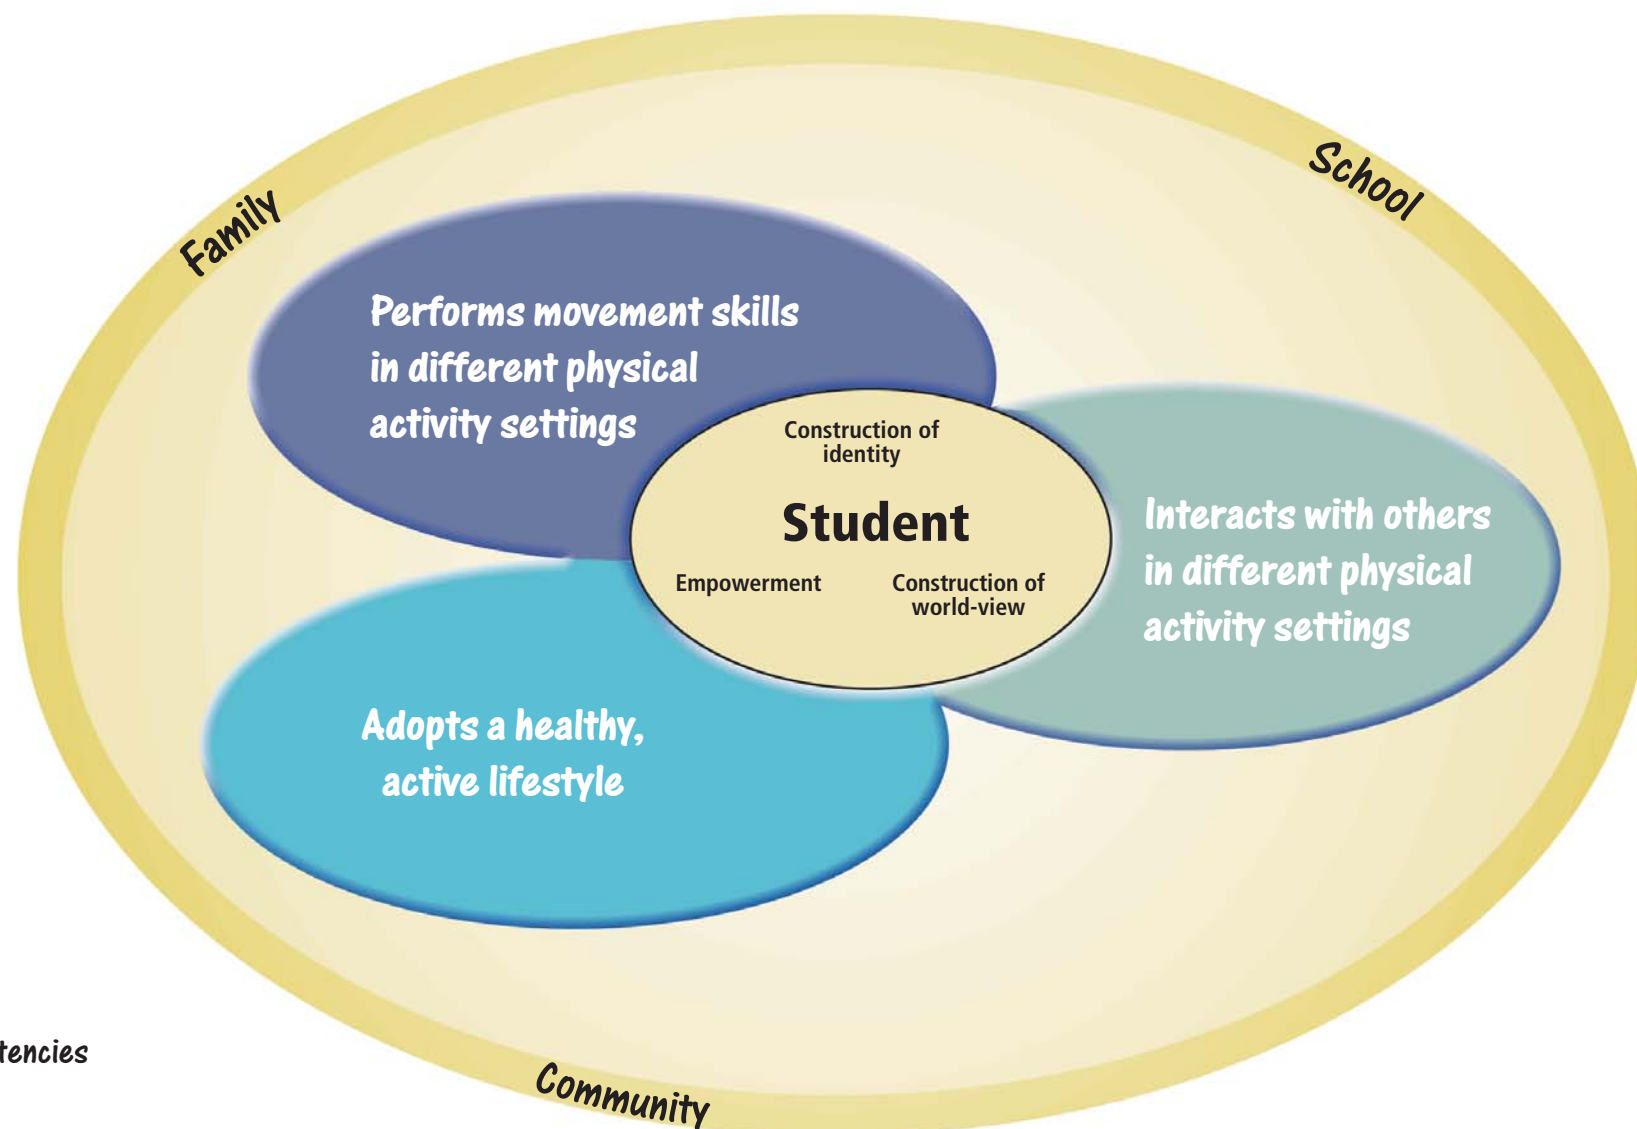 School
Family
Performs movement skills
in different physical
activity settings
Construction of
identity
Student
Empowerment
Construction of
world-view
Interacts with others
in different physical
activity settings
Adopts a healthy,
active lifestyle
tencies
Community